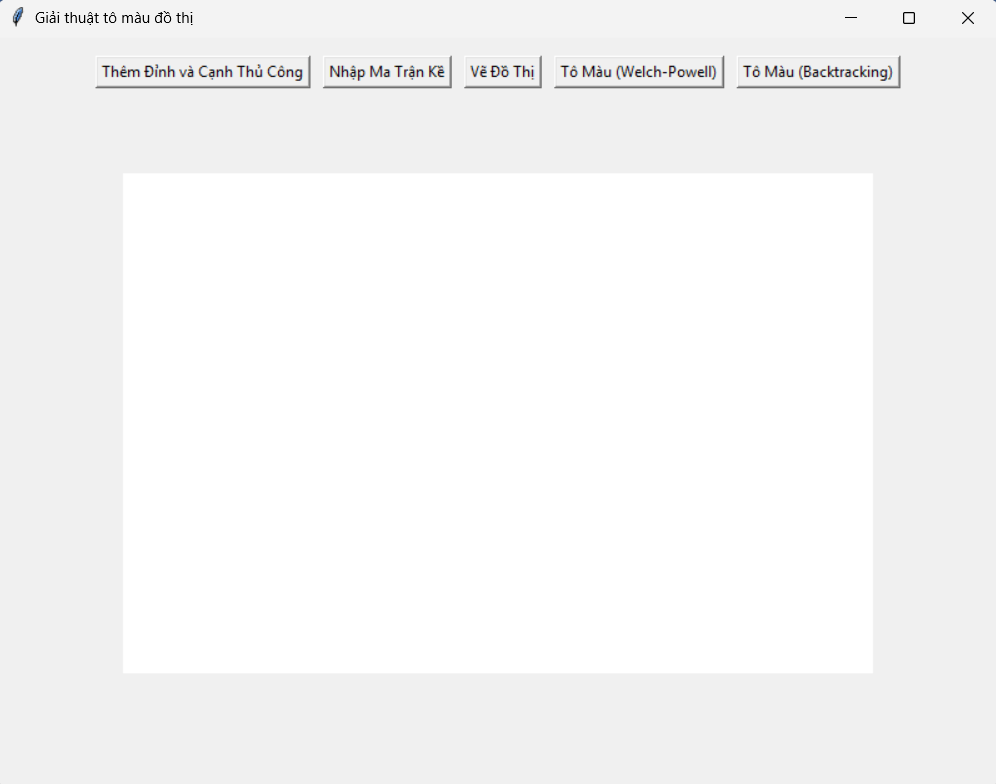 Giải thuật tô màu đồ thị
Thêm Đỉnh và Cạnh Thủ Công Nhập Ma Trận Kề Vẽ Đồ Thị Tô Màu (Welch-Powell) Tô Màu (Backtracking)